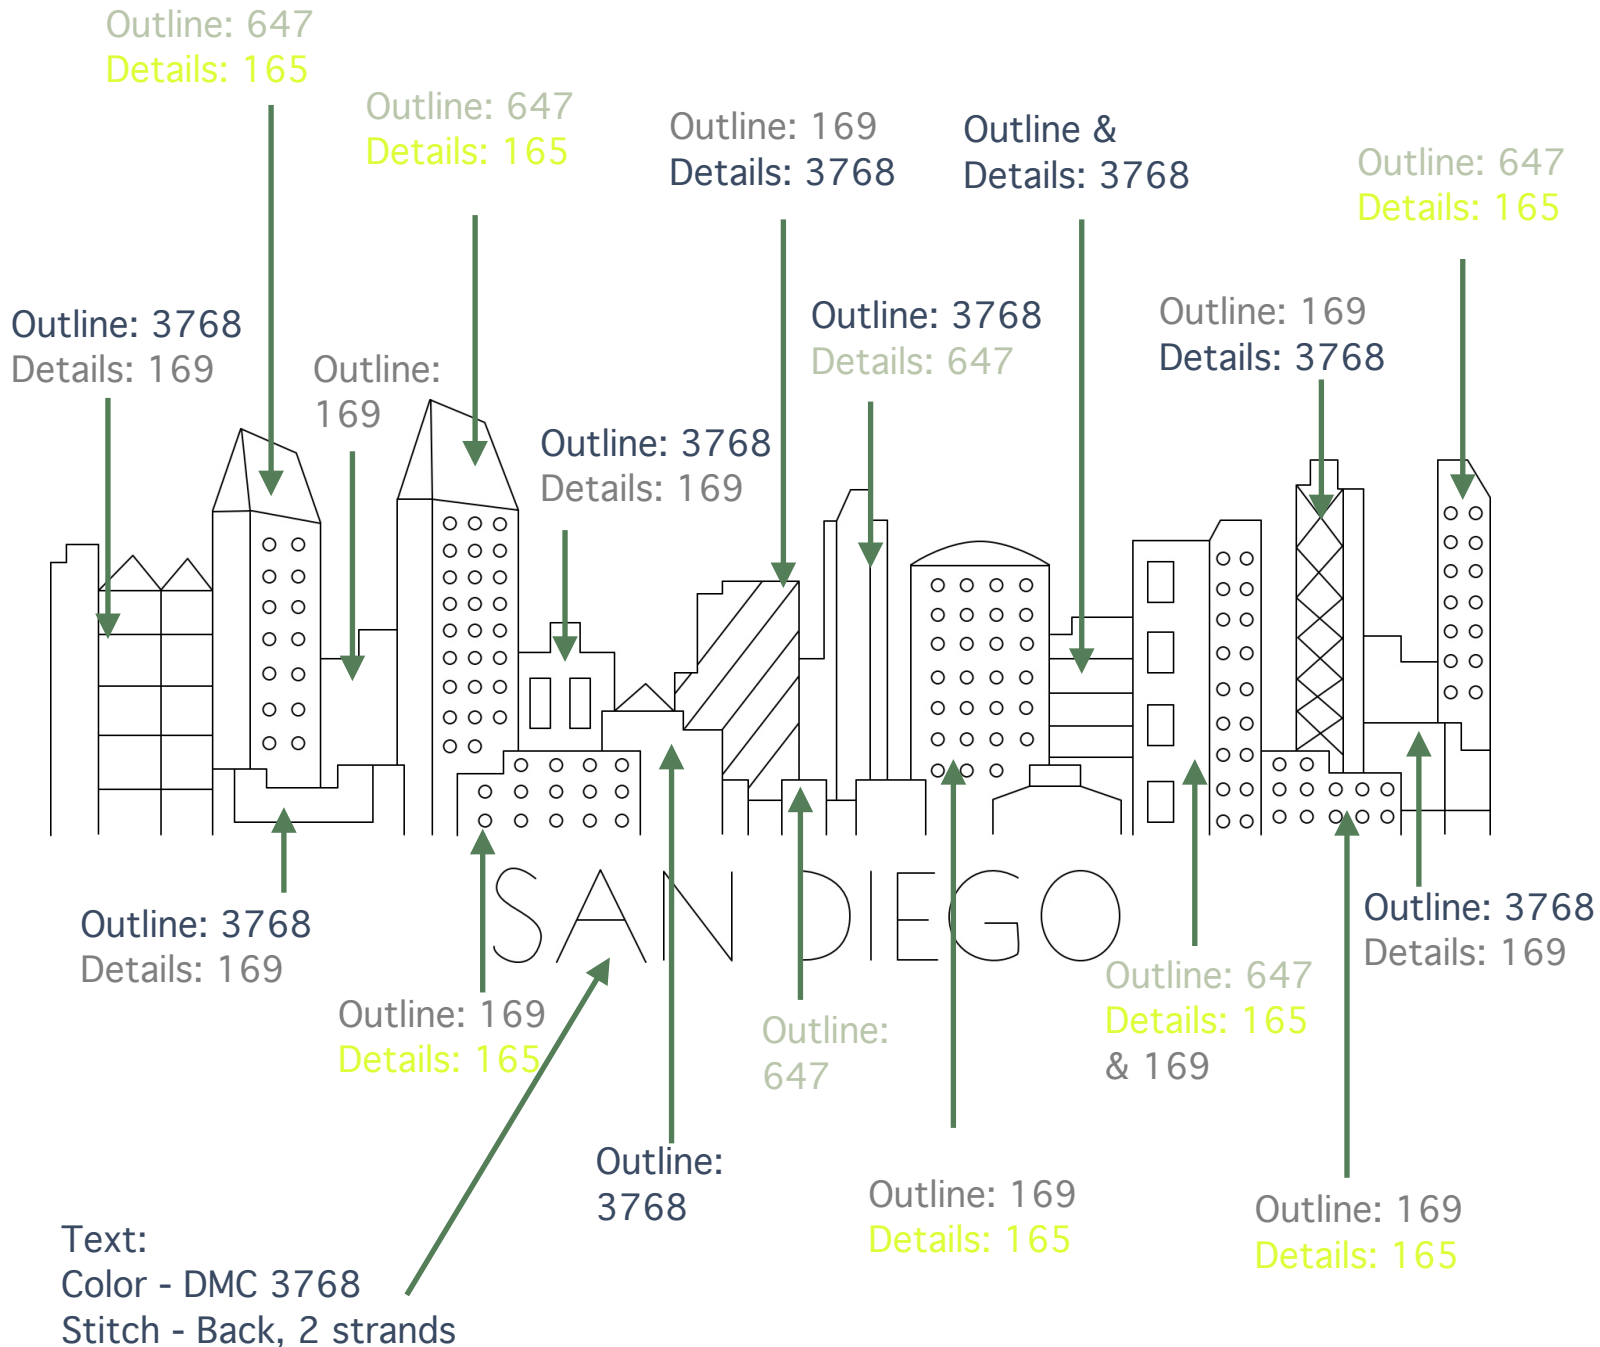 Outline: 647
Details: 165
Outline: 647
Details: 165
Outline: 169
Details: 3768
Outline &
Details: 3768
Outline: 647
Details: 165
Outline: 3768
Details: 169
Outline:
169
Outline: 3768
Details: 169
Outline: 3768
Details: 647
Outline: 169
Details: 3768
SAN DIEGO
Outline: 3768
Details: 169
Outline: 169
Details: 165
Outline:
3768
Outline:
647
Outline: 169
Details: 165
Outline: 647
Details: 165
& 169
Outline: 169
Details: 165
Outline: 3768
Details: 169
Text:
Color - DMC 3768
Stitch - Back, 2 strands